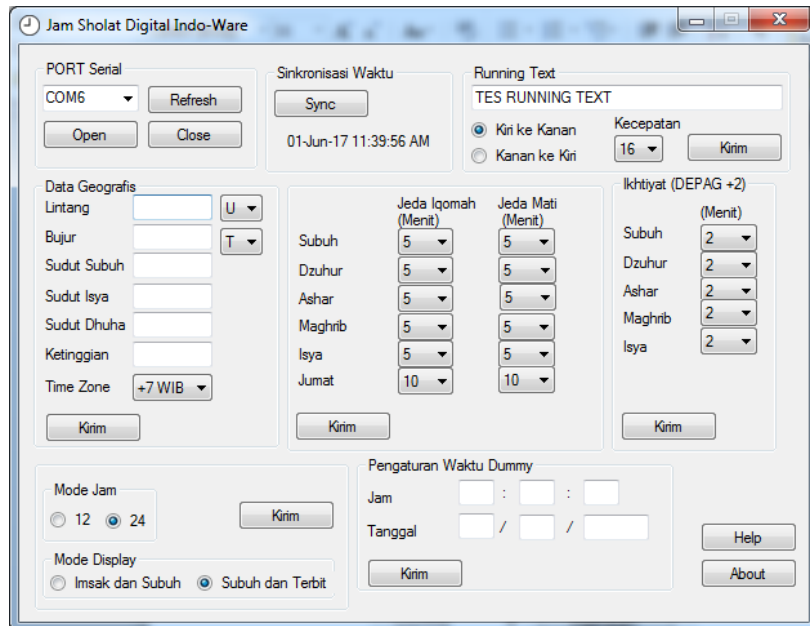 Jam Sholat Digital Indo-Ware
PORT Serial
COM6
Refresh
Open
Close
Sinkronisasi Waktu
Sync
01-Jun-17 11:39:56 AM
Running Text
TES RUNNING TEXT
Kiri ke Kanan
Kanan ke Kiri
Kecepatan
16
Kirim
Data Geografis
Lintang
U
Bujur
T
Sudut Subuh
Sudut Isya
Sudut Dhuha
Ketinggian
Time Zone +7 WIB
Kirim
Jeda Iqomah (Menit)
Jeda Mati (Menit)
Subuh 5 5
Dzuhur 5 5
Ashar 5 5
Maghrib 5 5
Isya 5 5
Jumat 10 10
Kirim
Ikhtiyat (DEPAG +2)
(Menit)
Subuh 2
Dzuhur 2
Ashar 2
Maghrib 2
Isya 2
Kirim
Mode Jam
12 24
Kirim
Mode Display
Imsak dan Subuh Subuh dan Terbit
Pengaturan Waktu Dummy
Jam : :
Tanggal / /
Kirim
Help
About